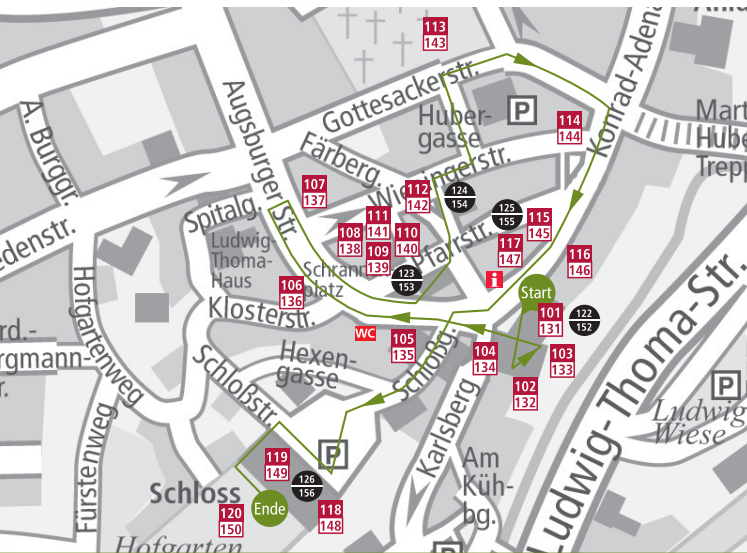 113
143
Gottesackerstr.
Konrad-Adena
A. Burggr.
Augsburger Str.
Huber-
gasse
P
114
144
Mart
Hube
Trepp
Färberg.
Wieningerstr.
107
137
112
142
124
154
125
155
Spitalg.
111
141
108
138
110
140
109
139
Pfarrstr.
115
145
117
147
116
146
edenstr.
Ludwig-
Thoma-
Haus
Schrann
platz
123
153
i
Start
106
136
Klosterstr.
WC
101
131
122
152
Hofgartenweg
rd.-
rgmann-
r.
105
135
104
134
103
133
102
132
Hexen-
gasse
Schloßg.
Schloßstr.
Karlsberg
Ludwig-Thoma-Str.
P
Ludwig
Wiese
Fürstenweg
P
119
149
126
156
Am
Küh-
bg.
Schloss
120
150
Ende
118
148
Hofgarten
P